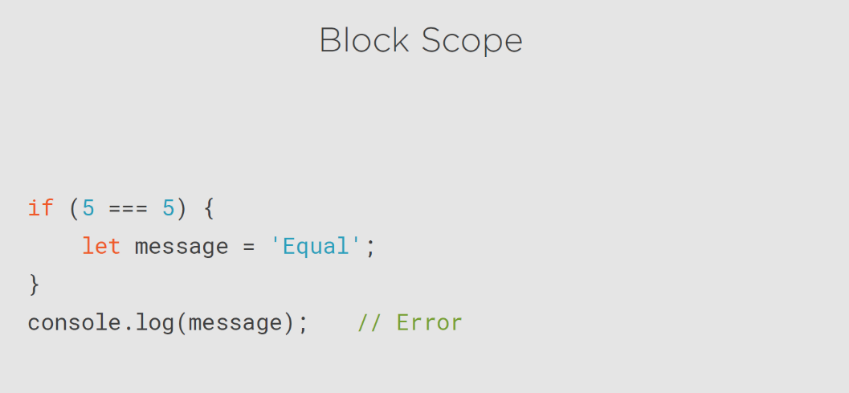 Block Scope
if (5 === 5) {
    let message = 'Equal';
}
console.log(message);    // Error